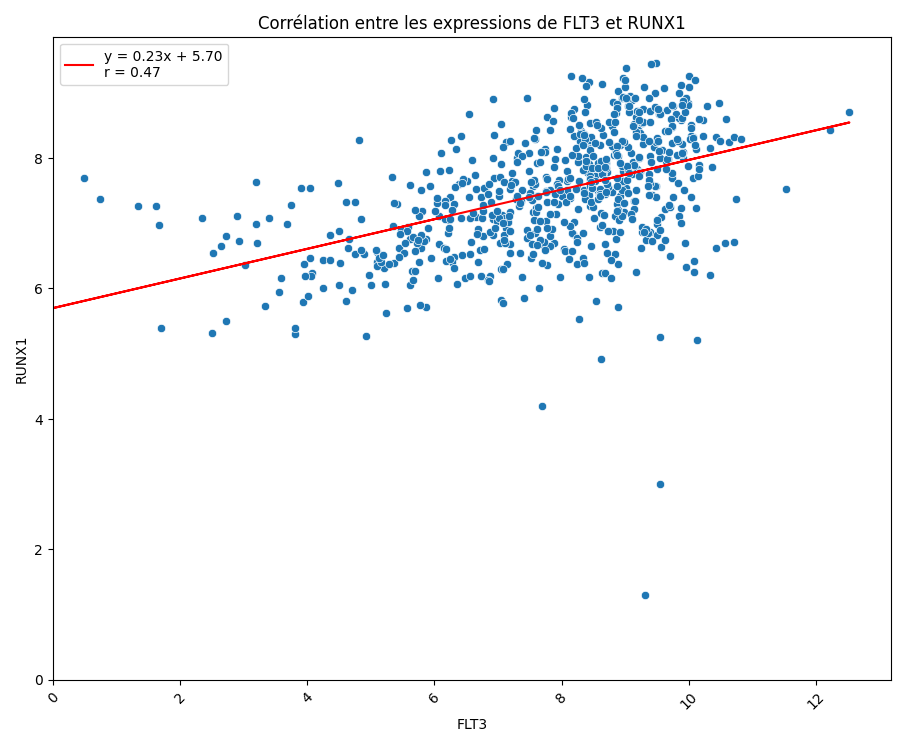 Corrélation entre les expressions de FLT3 et RUNX1
y = 0.23x + 5.70
r = 0.47
RUNX1
8
6
4
2
0
0
2
4
6
8
10
12
FLT3